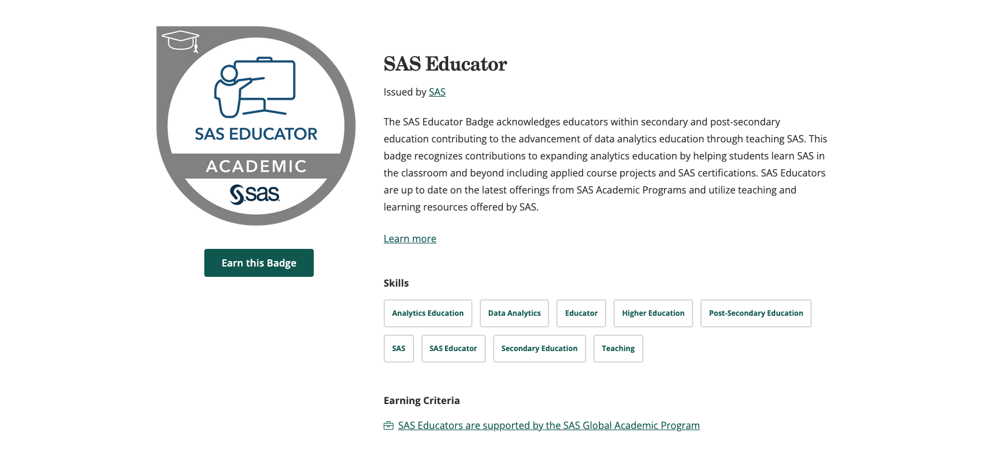 SAS EDUCATOR
ACADEMIC
sas
Earn this Badge
SAS Educator
Issued by SAS
The SAS Educator Badge acknowledges educators within secondary and post-secondary
education contributing to the advancement of data analytics education through teaching SAS. This
badge recognizes contributions to expanding analytics education by helping students learn SAS in
the classroom and beyond including applied course projects and SAS certifications. SAS Educators
are up to date on the latest offerings from SAS Academic Programs and utilize teaching and
learning resources offered by SAS.
Learn more
Skills
Analytics Education Data Analytics Educator Higher Education Post-Secondary Education
SAS SAS Educator Secondary Education Teaching
Earning Criteria
SAS Educators are supported by the SAS Global Academic Program